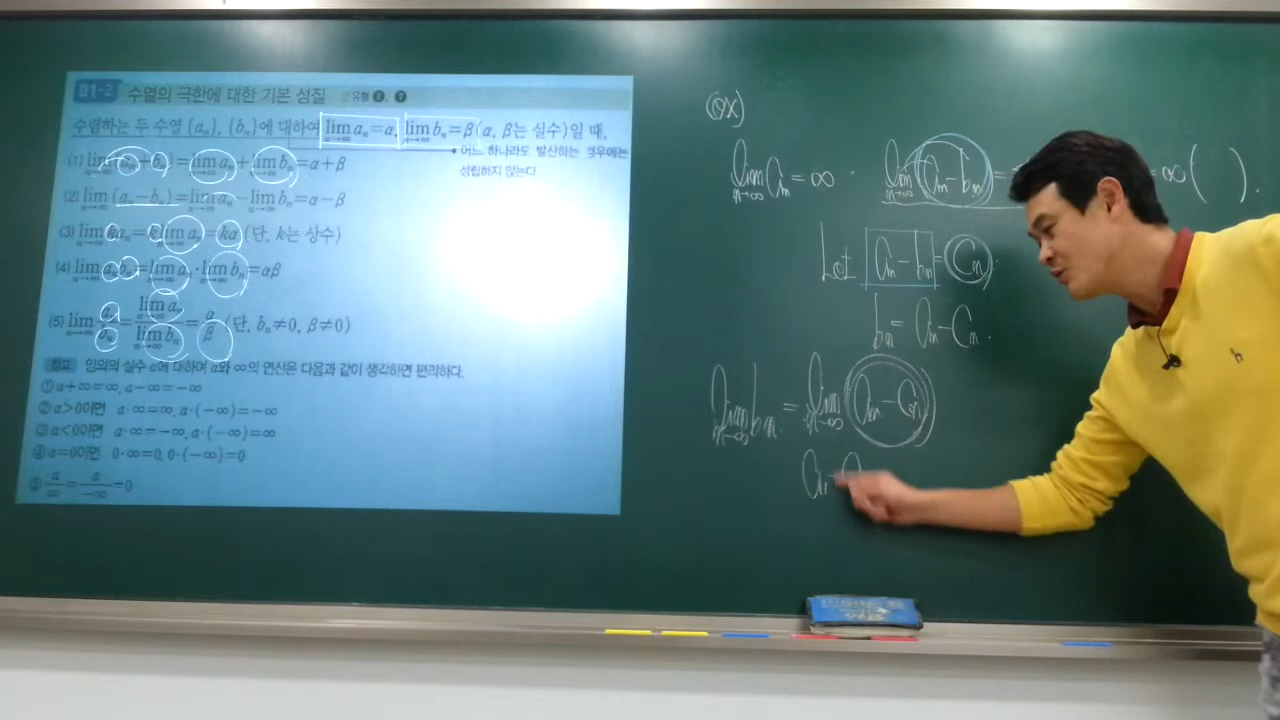 01-2 수열의 극한에 대한 기본 성질 유형
수렴하는 두 수열 {aₙ}, {bₙ}에 대하여 lim n→∞ aₙ=α, lim n→∞ bₙ=β(α, β는 실수)일 때,
어느 하나라도 발산하는 경우에는
성립하지 않는다
(1) lim n→∞ (aₙ+bₙ)=lim n→∞ aₙ+lim n→∞ bₙ=α+β
(2) lim n→∞ (aₙ-bₙ)=lim n→∞ aₙ-lim n→∞ bₙ=α-β
(3) lim n→∞ kaₙ=k lim n→∞ aₙ=kα (단, k는 상수)
(4) lim n→∞ aₙbₙ=lim n→∞ aₙ·lim n→∞ bₙ=αβ
(5) lim n→∞ aₙ/bₙ=lim n→∞ aₙ/lim n→∞ bₙ=α/β (단, bₙ≠0, β≠0)
참고 임의의 실수 a에 대하여 a와 ∞의 연산은 다음과 같이 생각하면 편리하다.
① a+∞=∞, a-∞=-∞
② a>0이면 a·∞=∞, a·(-∞)=-∞
③ a<0이면 a·∞=-∞, a·(-∞)=∞
④ a=0이면 0·∞=0, 0·(-∞)=0
⑤ a/∞=a/-∞=0
(ox)
lim n→∞ aₙ=∞ lim n→∞ (aₙ-bₙ)= =∞ ( ).
Let aₙ-bₙ=Cₙ.
bₙ=aₙ-Cₙ.
lim n→∞ bₙ=lim n→∞ (aₙ-Cₙ)
aₙ